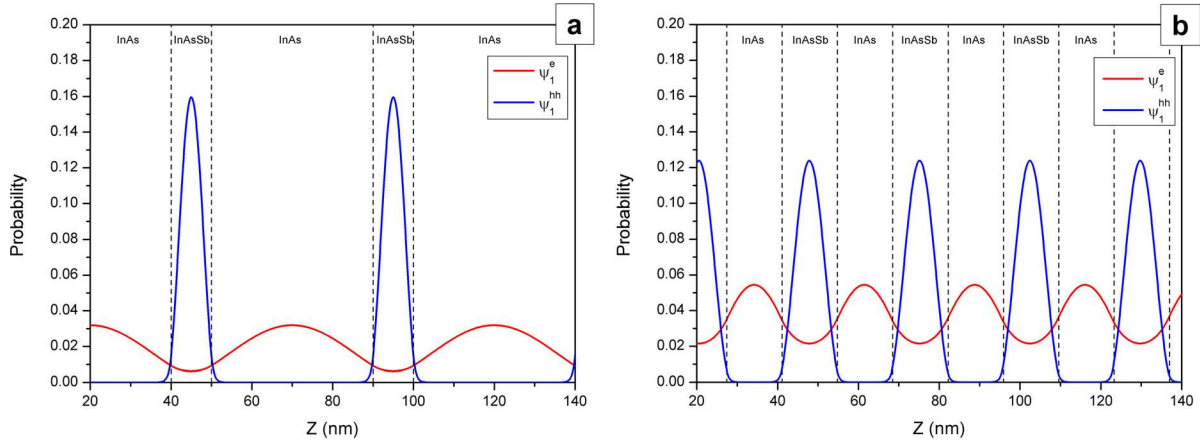 a
InAs InAsSb InAs InAsSb InAs
ψ₁ᵉ
ψ₁ʰʰ
0.20
0.18
0.16
0.14
0.12
0.10
0.08
0.06
0.04
0.02
0.00
Probability
20 40 60 80 100 120 140
Z (nm)
b
InAs InAsSb InAs InAsSb InAs InAsSb InAs
ψ₁ᵉ
ψ₁ʰʰ
0.20
0.18
0.16
0.14
0.12
0.10
0.08
0.06
0.04
0.02
0.00
Probability
20 40 60 80 100 120 140
Z (nm)